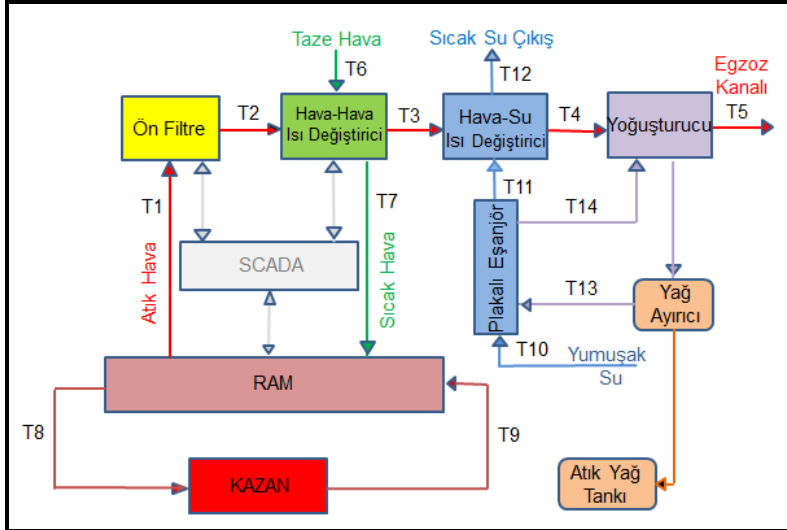 Taze Hava
T6
Sıcak Su Çıkış
T12
Egzoz
Kanalı
T5
Ön Filtre
T2
Hava-Hava
Isı Değiştirici
T3
Hava-Su
Isı Değiştirici
T4
Yoğuşturucu
T1
Atık Hava
T7
Sıcak Hava
SCADA
T11
T14
Plakalı Eşanjör
T13
Yağ
Ayırıcı
T10
Yumuşak
Su
RAM
T8
T9
KAZAN
Atık Yağ
Tankı